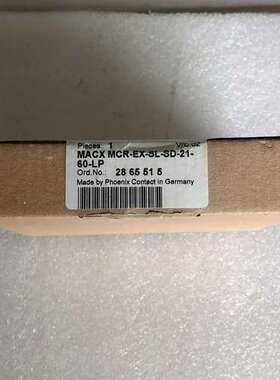 Pieces: 1
MACX MCR-EX-SL-SD-21-
60-LP
Ord.No.: 28 65 51 5
Made by Phoenix Contact in Germany